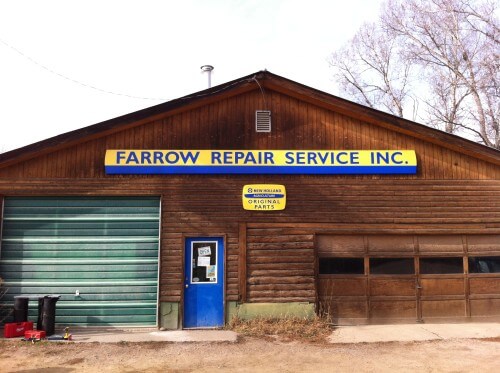 FARROW REPAIR SERVICE INC.
NEW HOLLAND
ORIGINAL
PARTS